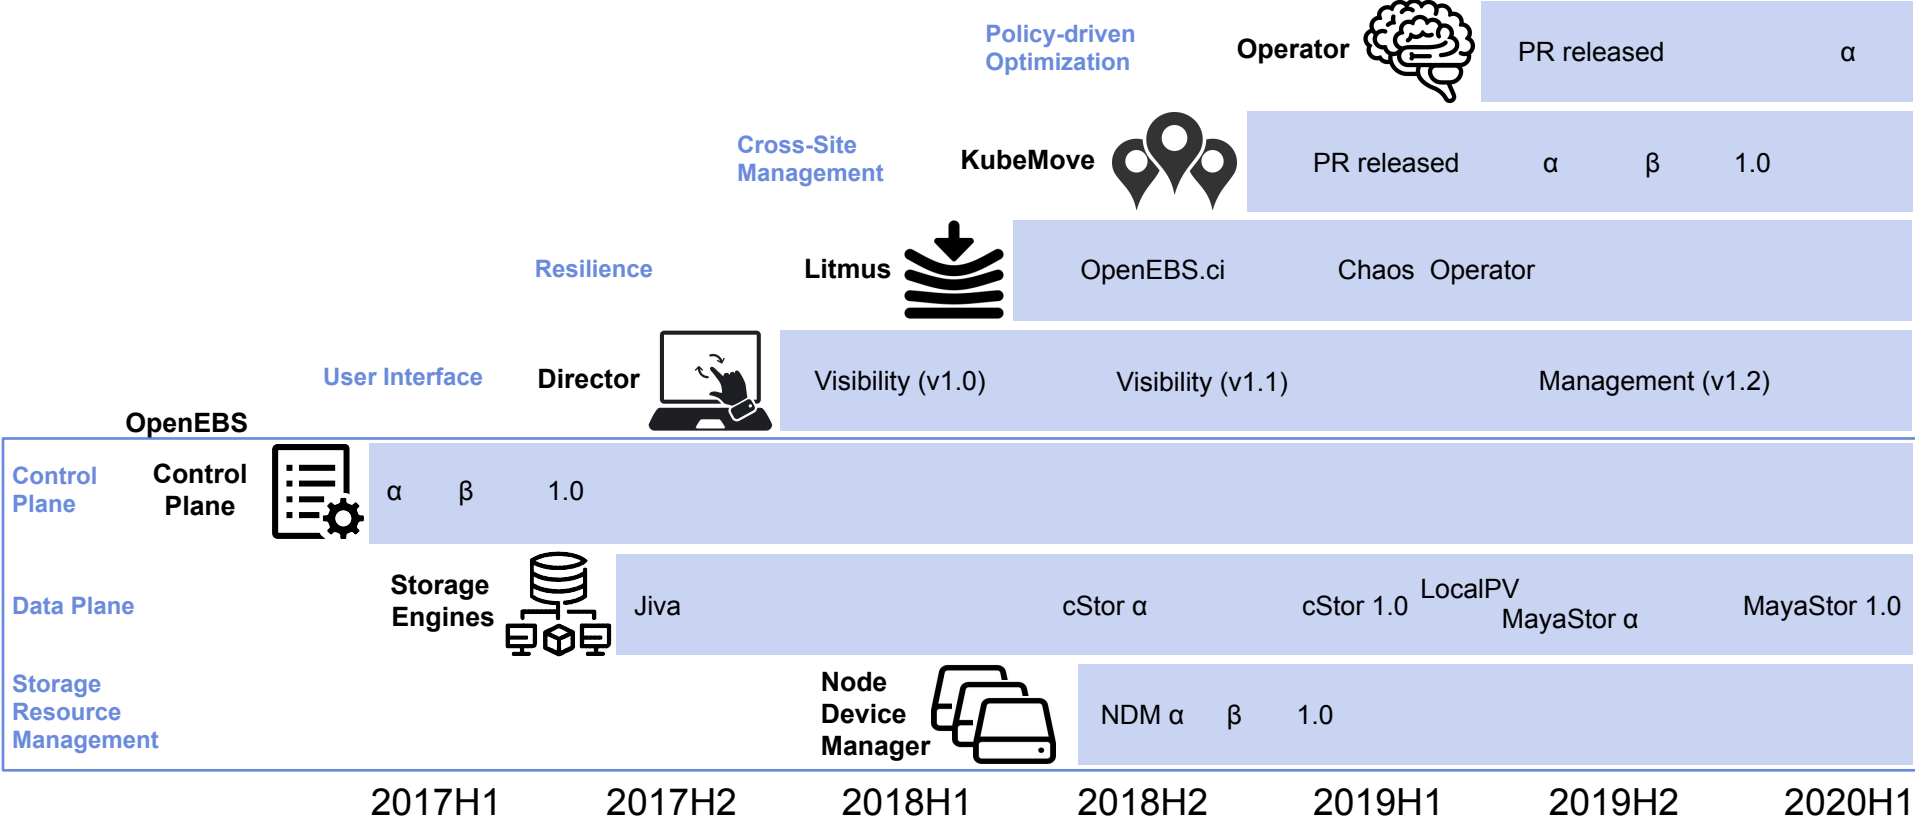 Policy-driven
Optimization
Operator
PR released α
Cross-Site
Management
KubeMove
PR released α β 1.0
Resilience
Litmus
OpenEBS.ci Chaos Operator
User Interface
Director
Visibility (v1.0) Visibility (v1.1) Management (v1.2)
OpenEBS
Control
Plane
Control
Plane
α β 1.0
Data Plane
Storage
Engines
Jiva cStor α cStor 1.0 LocalPV
MayaStor α MayaStor 1.0
Storage
Resource
Management
Node
Device
Manager
NDM α β 1.0
2017H1 2017H2 2018H1 2018H2 2019H1 2019H2 2020H1